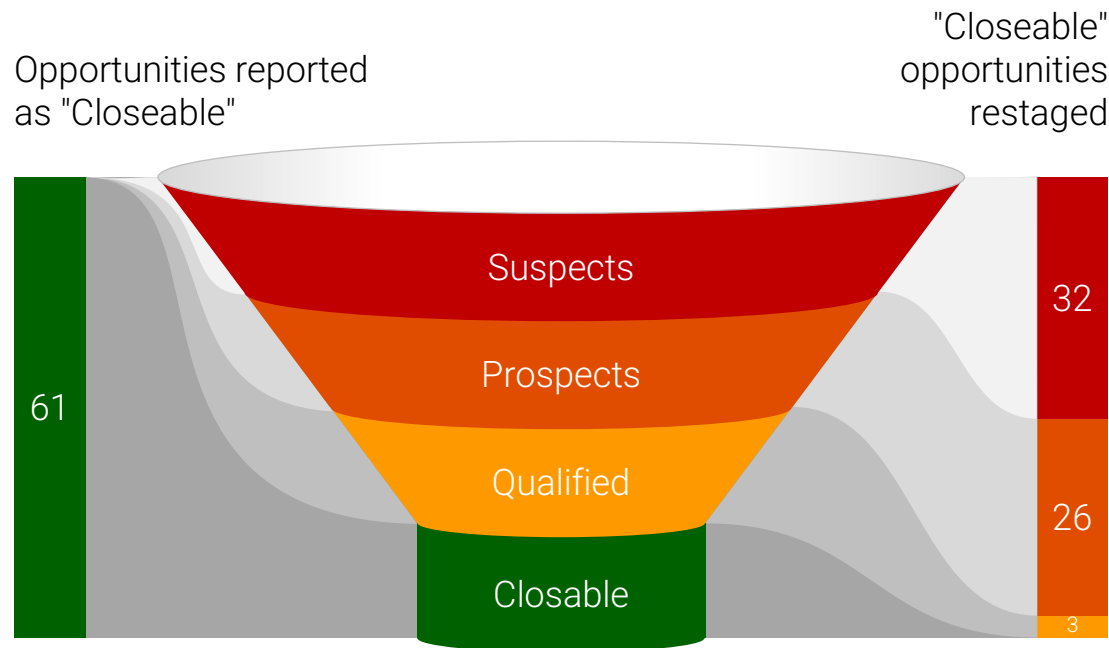 Opportunities reported
as "Closeable"
"Closeable"
opportunities
restaged
Suspects
Prospects
Qualified
Closable
61
32
26
3